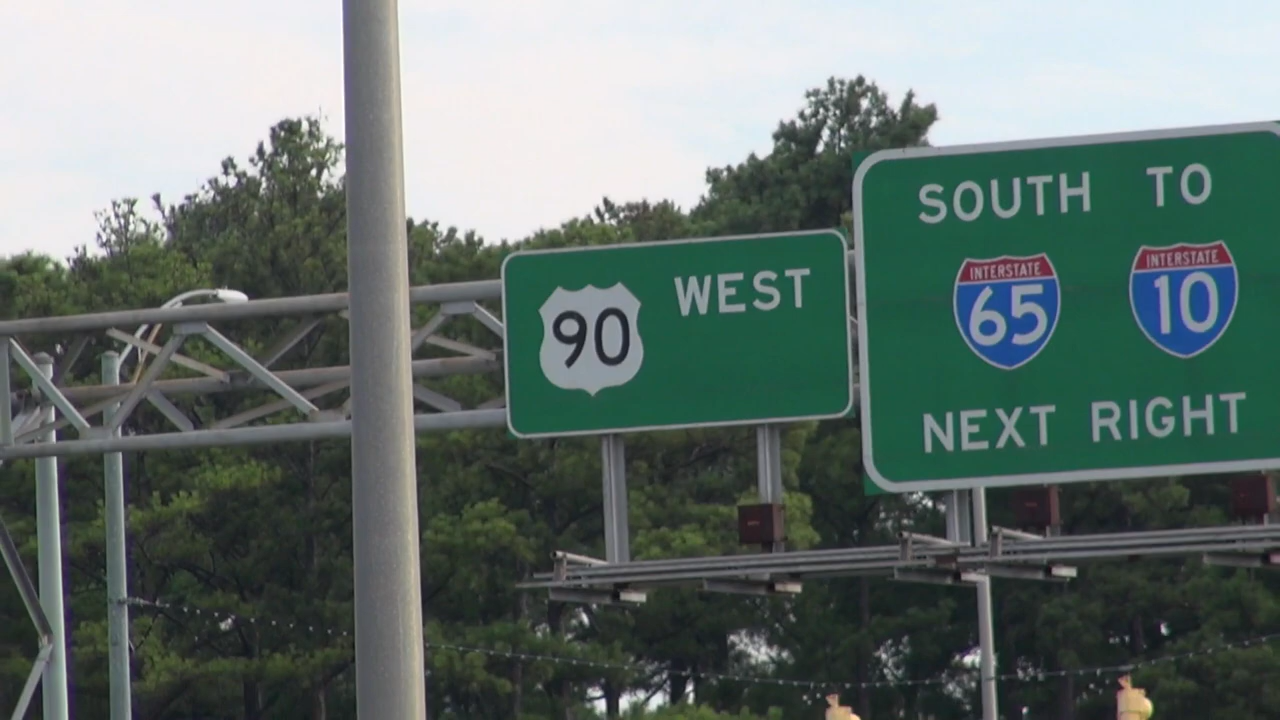 90 WEST
SOUTH TO
INTERSTATE 65 INTERSTATE 10
NEXT RIGHT